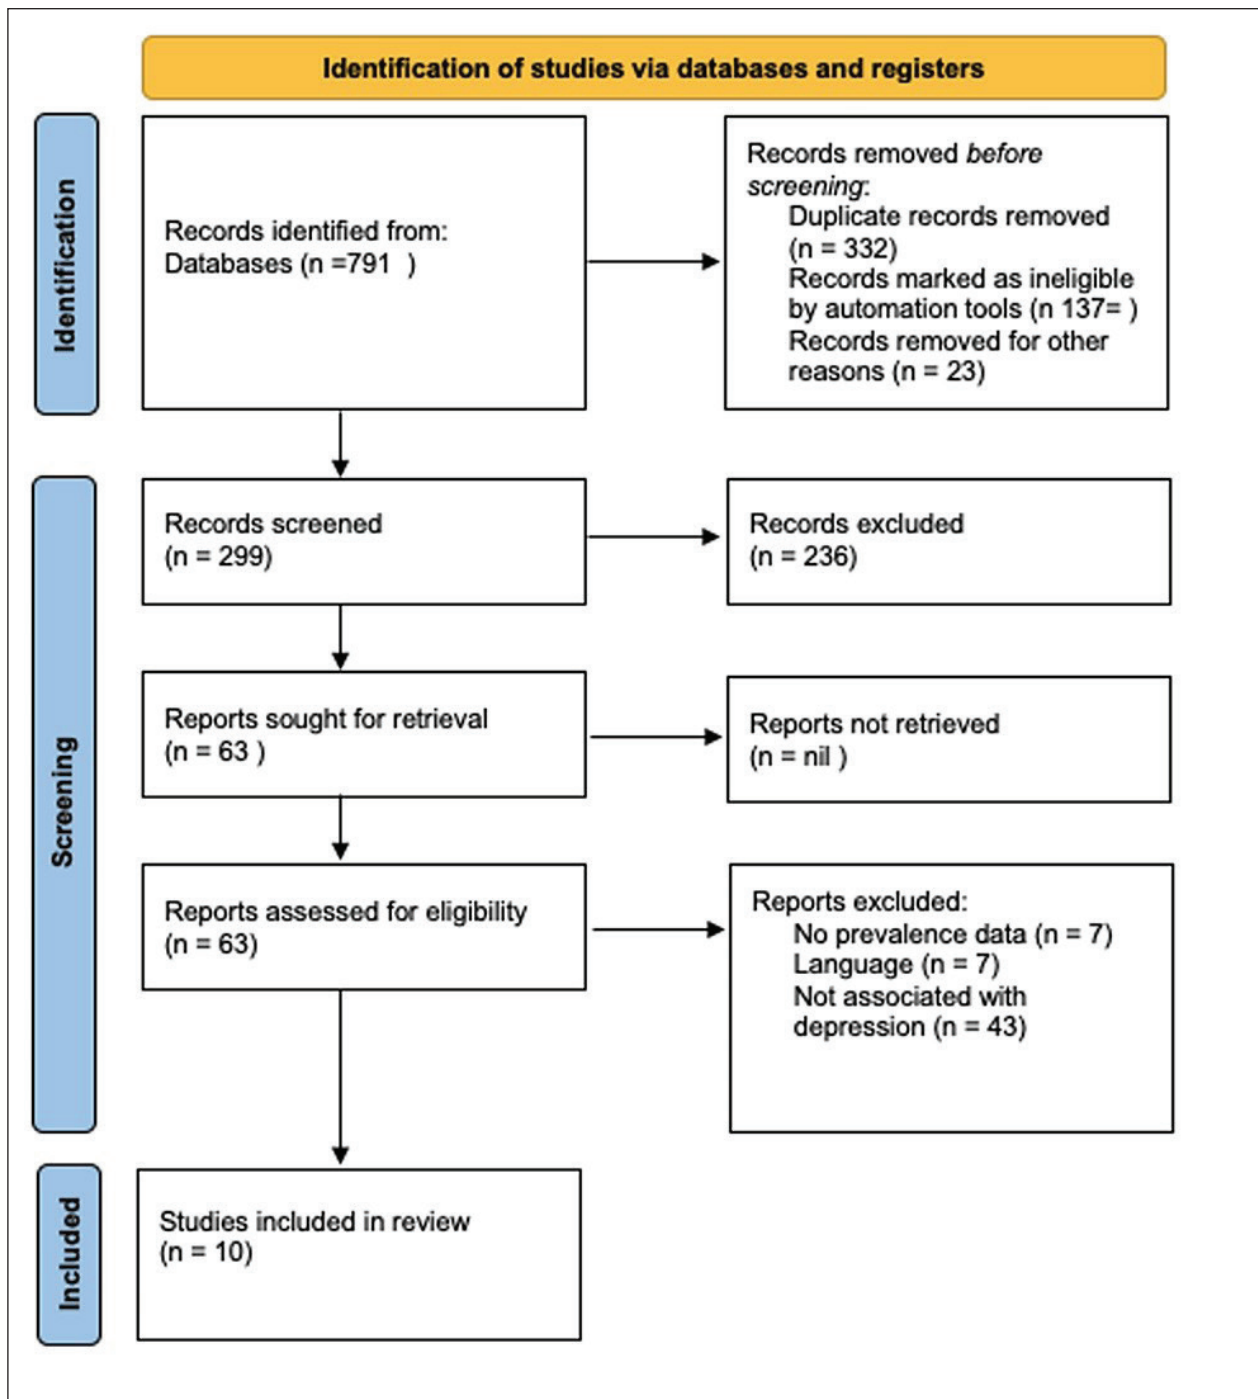 Identification of studies via databases and registers
Identification
Records identified from:
Databases (n =791  )
Records removed before
screening:
Duplicate records removed
(n = 332)
Records marked as ineligible
by automation tools (n 137= )
Records removed for other
reasons (n = 23)
Screening
Records screened
(n = 299)
Records excluded
(n = 236)
Reports sought for retrieval
(n = 63 )
Reports not retrieved
(n = nil )
Reports assessed for eligibility
(n = 63)
Reports excluded:
No prevalence data (n = 7)
Language (n = 7)
Not associated with
depression (n = 43)
Included
Studies included in review
(n = 10)